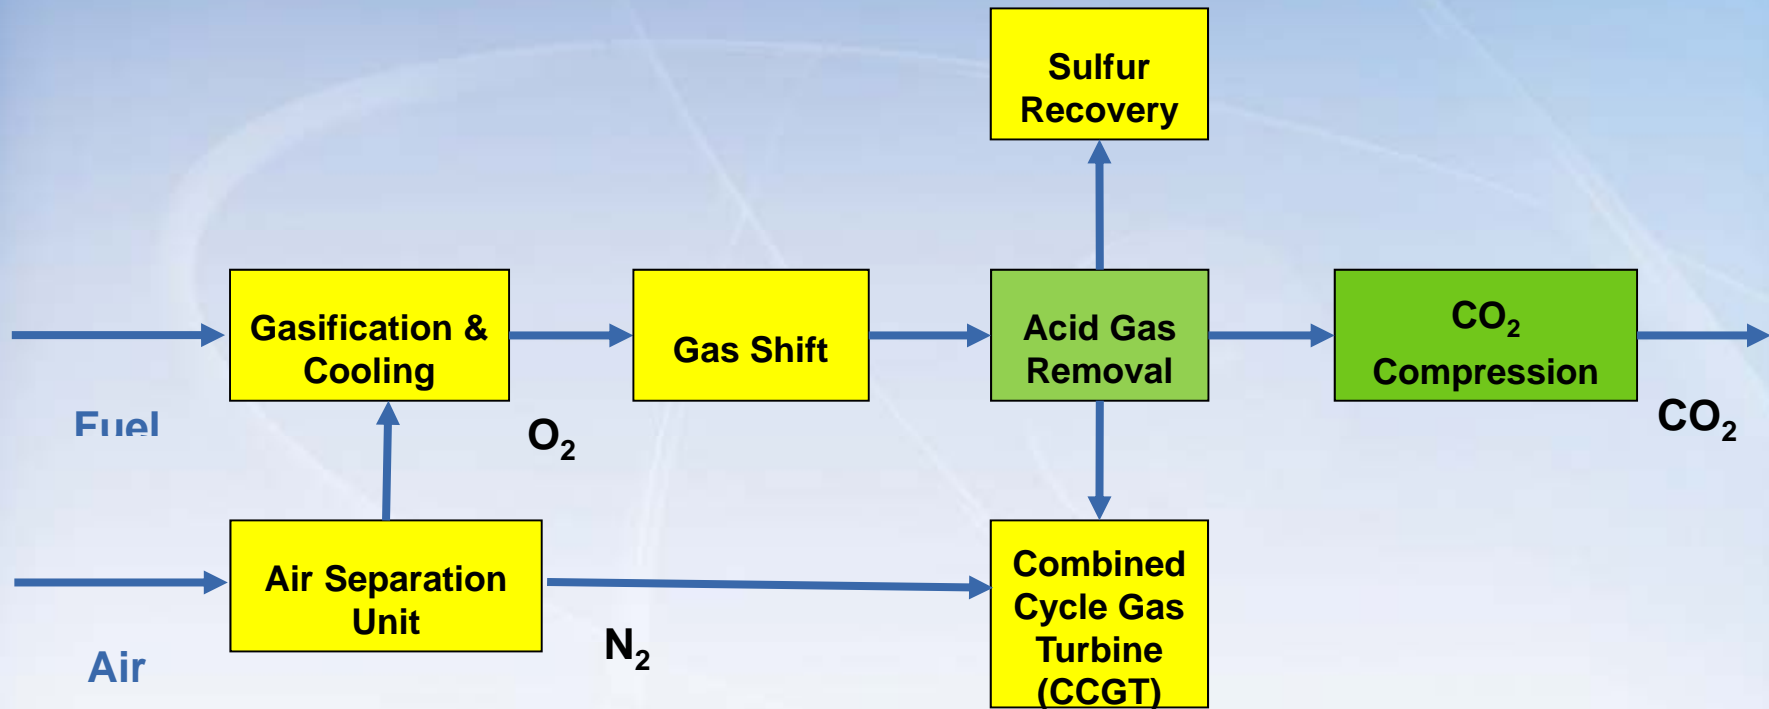 Sulfur
Recovery
Gasification &
Cooling
Gas Shift
Acid Gas
Removal
CO₂
Compression
Fuel
O₂
CO₂
Air Separation
Unit
Combined
Cycle Gas
Turbine
(CCGT)
N₂
Air